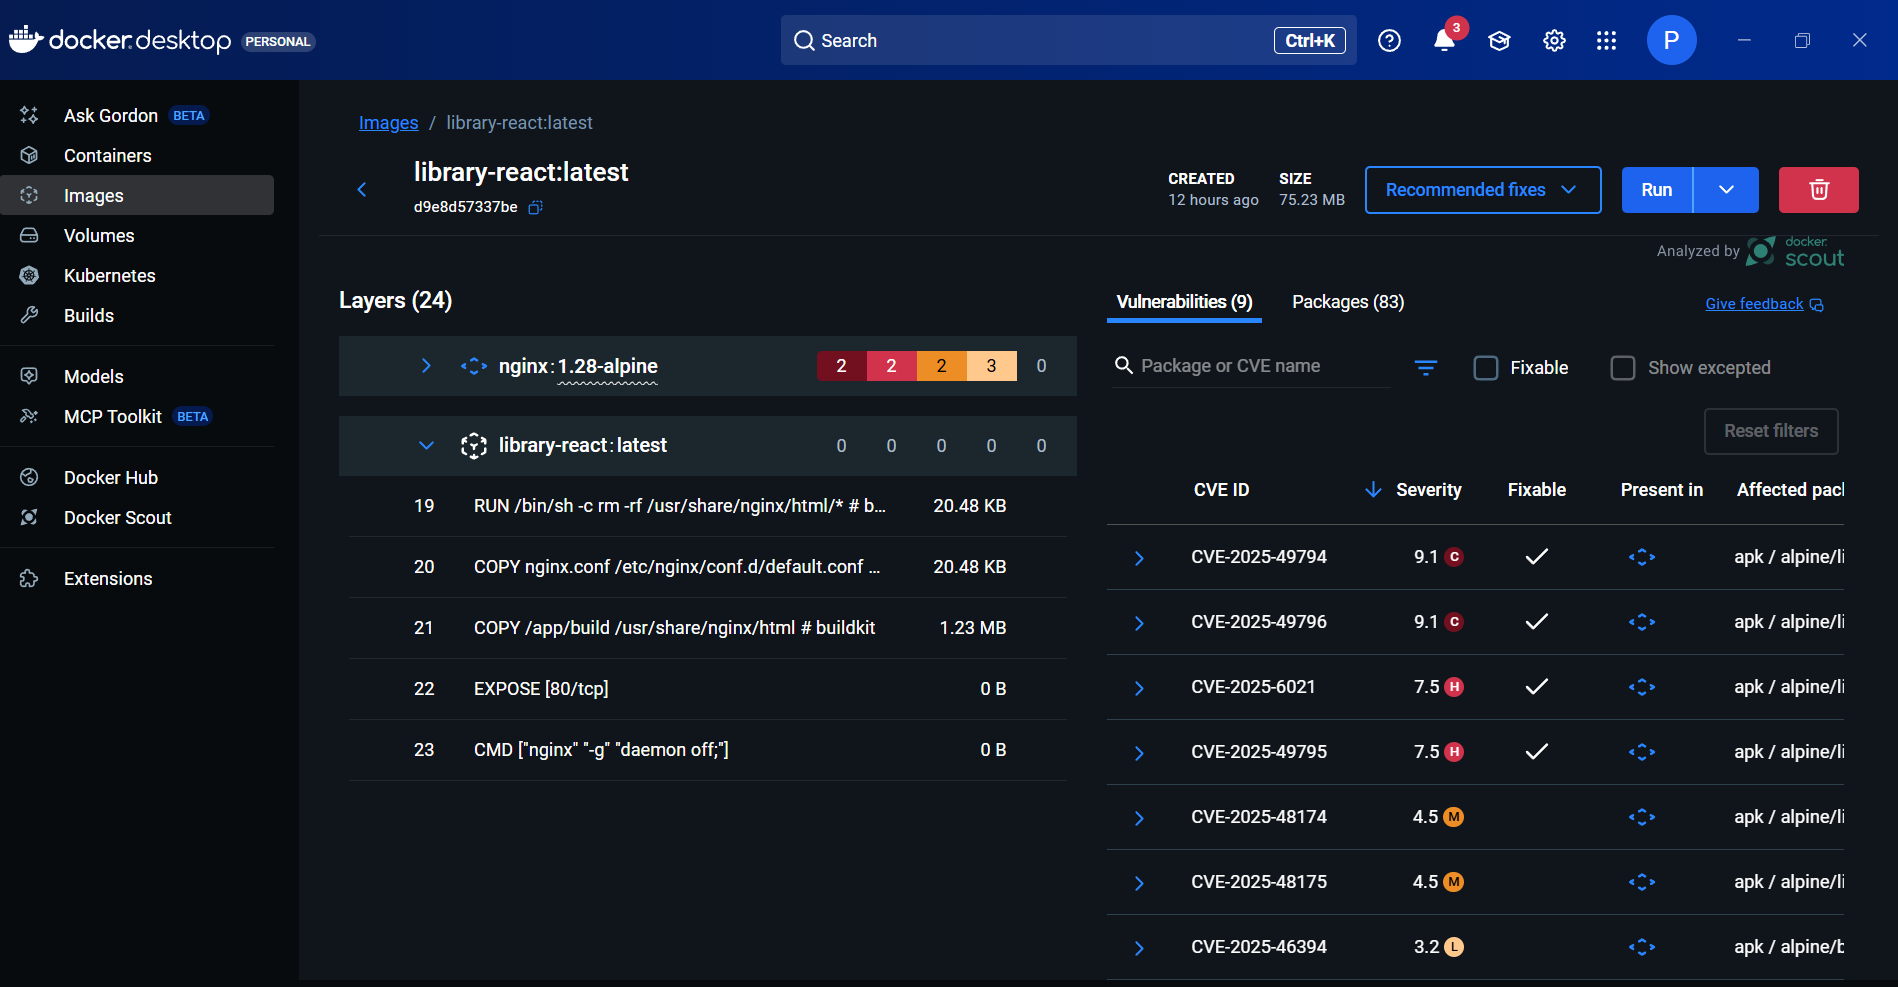 docker.desktop PERSONAL
Search
Ctrl+K
3
P
Ask Gordon BETA
Containers
Images
Volumes
Kubernetes
Builds
Models
MCP Toolkit BETA
Docker Hub
Docker Scout
Extensions
Images / library-react:latest
library-react:latest
d9e8d57337be
CREATED
12 hours ago
SIZE
75.23 MB
Recommended fixes
Run
Analyzed by docker. scout
Layers (24)
nginx:1.28-alpine 2 2 2 3 0
library-react:latest 0 0 0 0 0
19 RUN /bin/sh -c rm -rf /usr/share/nginx/html/* # b... 20.48 KB
20 COPY nginx.conf /etc/nginx/conf.d/default.conf ... 20.48 KB
21 COPY /app/build /usr/share/nginx/html # buildkit 1.23 MB
22 EXPOSE [80/tcp] 0 B
23 CMD ["nginx" "-g" "daemon off;"] 0 B
Vulnerabilities (9)
Packages (83)
Give feedback
Package or CVE name
Fixable
Show excepted
Reset filters
CVE ID Severity Fixable Present in Affected pacl
CVE-2025-49794 9.1 C apk / alpine/li
CVE-2025-49796 9.1 C apk / alpine/li
CVE-2025-6021 7.5 H apk / alpine/li
CVE-2025-49795 7.5 H apk / alpine/li
CVE-2025-48174 4.5 M apk / alpine/li
CVE-2025-48175 4.5 M apk / alpine/li
CVE-2025-46394 3.2 L apk / alpine/b